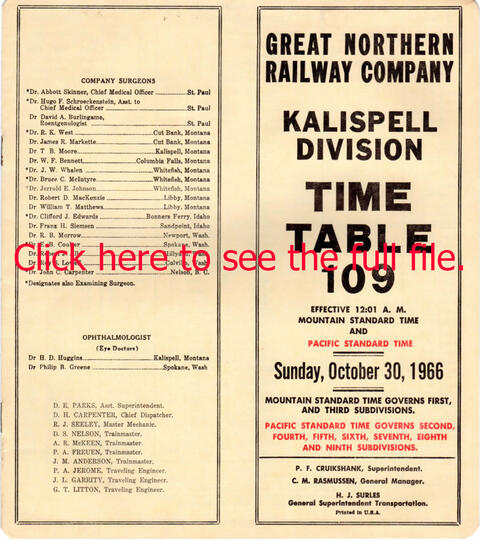 COMPANY SURGEONS
*Dr. Abbott Skinner, Chief Medical Officer St. Paul
*Dr. Hugo F. Schroeckenstein, Asst. to
Chief Medical Officer St. Paul
Dr David A. Burlingame,
Roentgenologist St. Paul
*Dr. R. K. West Cut Bank, Montana
Dr. James R. Markette Cut Bank, Montana
Dr. T B. Moore Kalispell, Montana
Dr. W. F. Bennett Columbia Falls, Montana
*Dr. J. W. Whalen Whitefish, Montana
*Dr. Bruce C. McIntyre Whitefish, Montana
*Dr. Jerrold E. Johnson Whitefish, Montana
Dr. Robert D. MacKenzie Libby, Montana
Dr. William T. Matthews Libby, Montana
*Dr. Clifford J. Edwards Bonners Ferry, Idaho
Dr. Franz H. Siemsen Sandpoint, Idaho
Dr. R. B. Morrow Newport, Wash.
Spokane, Wash.
Dr. John C. Carpenter Nelson, B. C.
*Designates also Examining Surgeon.
OPHTHALMOLOGIST
(Eye Doctors)
Dr H D. Huggins Kalispell, Montana
Dr Philip B. Greene Spokane, Wash
D. E. PARKS, Asst. Superintendent.
D. H. CARPENTER, Chief Dispatcher.
R. J. SEELEY, Master Mechanic.
D. S. NELSON, Trainmaster.
A. R. McKEEN, Trainmaster.
P. A. FREUEN, Trainmaster.
J. M. ANDERSON, Trainmaster.
P. A. JEROME, Traveling Engineer.
J. L. GARRITY, Traveling Engineer.
G. T. LITTON, Traveling Engineer.
GREAT NORTHERN
RAILWAY COMPANY
KALISPELL
DIVISION
TIME
TABLE
109
EFFECTIVE 12:01 A. M.
MOUNTAIN STANDARD TIME
AND
PACIFIC STANDARD TIME
Sunday, October 30, 1966
MOUNTAIN STANDARD TIME GOVERNS FIRST,
AND THIRD SUBDIVISIONS.
PACIFIC STANDARD TIME GOVERNS SECOND,
FOURTH, FIFTH, SIXTH, SEVENTH, EIGHTH
AND NINTH SUBDIVISIONS.
P. F. CRUIKSHANK, Superintendent.
C. M. RASMUSSEN, General Manager.
H. J. SURLES
General Superintendent Transportation.
Printed in U.S.A.
Click here to see the full file.